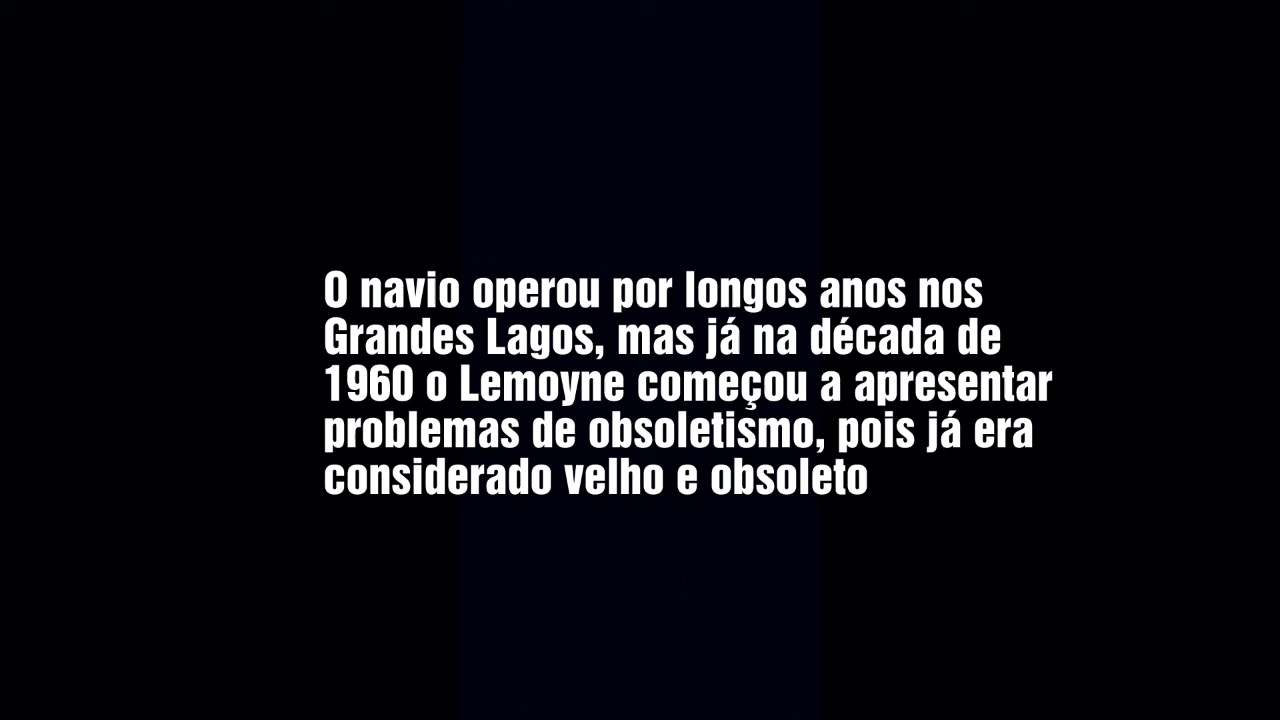 O navio operou por longos anos nos
Grandes Lagos, mas já na década de
1960 o Lemoyne começou a apresentar
problemas de obsoletismo, pois já era
considerado velho e obsoleto